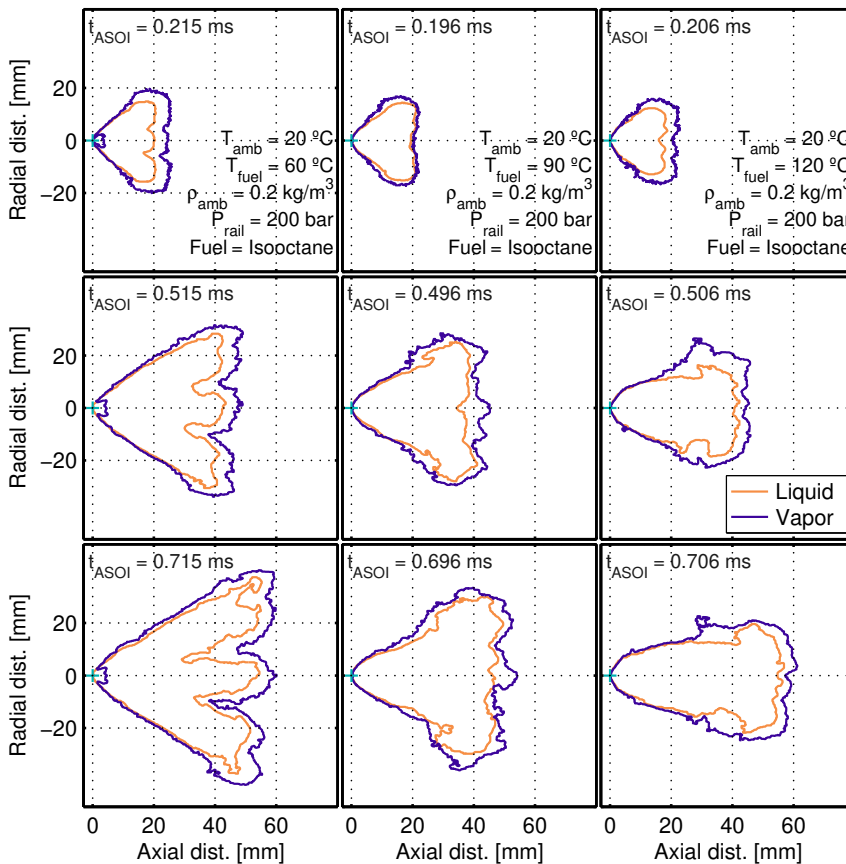 t_ASOI = 0.215 ms
t_ASOI = 0.196 ms
t_ASOI = 0.206 ms
Radial dist. [mm]
20
0
−20
T_amb = 20 ºC
T_fuel = 60 ºC
ρ_amb = 0.2 kg/m³
P_rail = 200 bar
Fuel = Isooctane
T_amb = 20 ºC
T_fuel = 90 ºC
ρ_amb = 0.2 kg/m³
P_rail = 200 bar
Fuel = Isooctane
T_amb = 20 ºC
T_fuel = 120 ºC
ρ_amb = 0.2 kg/m³
P_rail = 200 bar
Fuel = Isooctane
t_ASOI = 0.515 ms
t_ASOI = 0.496 ms
t_ASOI = 0.506 ms
Radial dist. [mm]
20
0
−20
Liquid
Vapor
t_ASOI = 0.715 ms
t_ASOI = 0.696 ms
t_ASOI = 0.706 ms
Radial dist. [mm]
20
0
−20
0 20 40 60
0 20 40 60
0 20 40 60
Axial dist. [mm]
Axial dist. [mm]
Axial dist. [mm]